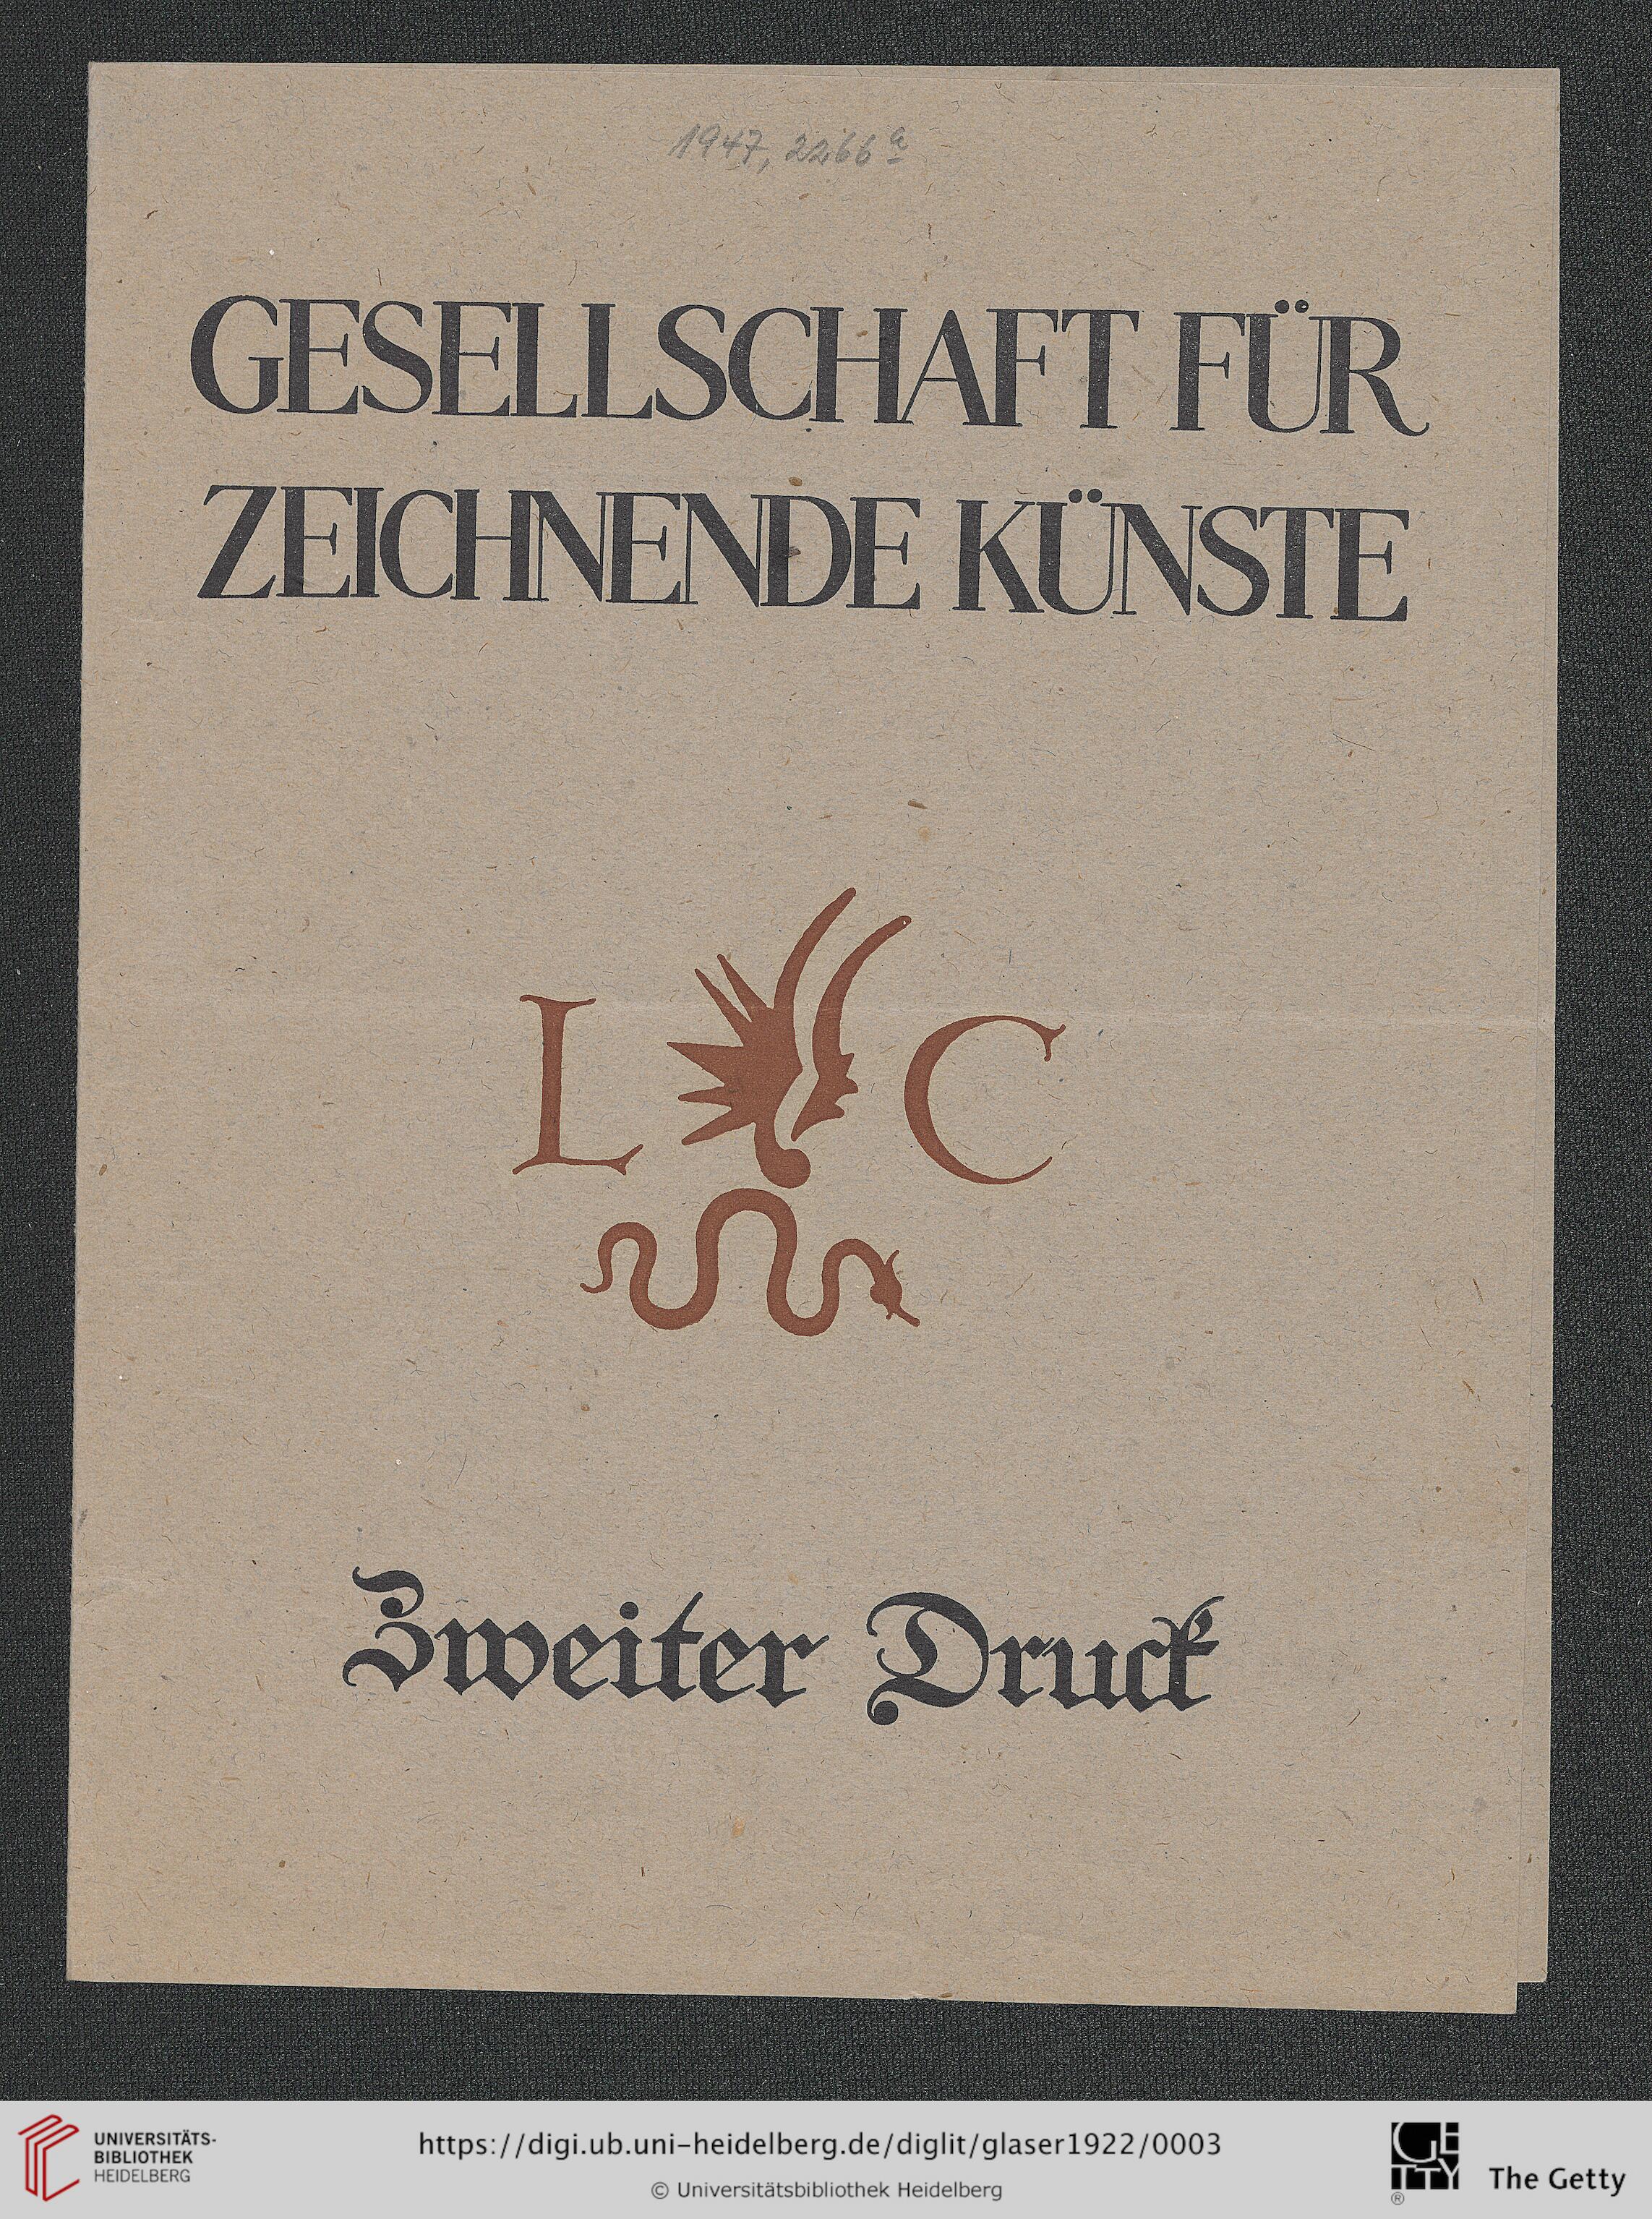 1947, 2266 a
GESELLSCHAFT FÜR
ZEICHNENDE KÜNSTE
L C
Zweiter Druck
UNIVERSITÄTS-
BIBLIOTHEK
HEIDELBERG
https://digi.ub.uni-heidelberg.de/diglit/glaser1922/0003
© Universitätsbibliothek Heidelberg
GETTY
®
The Getty